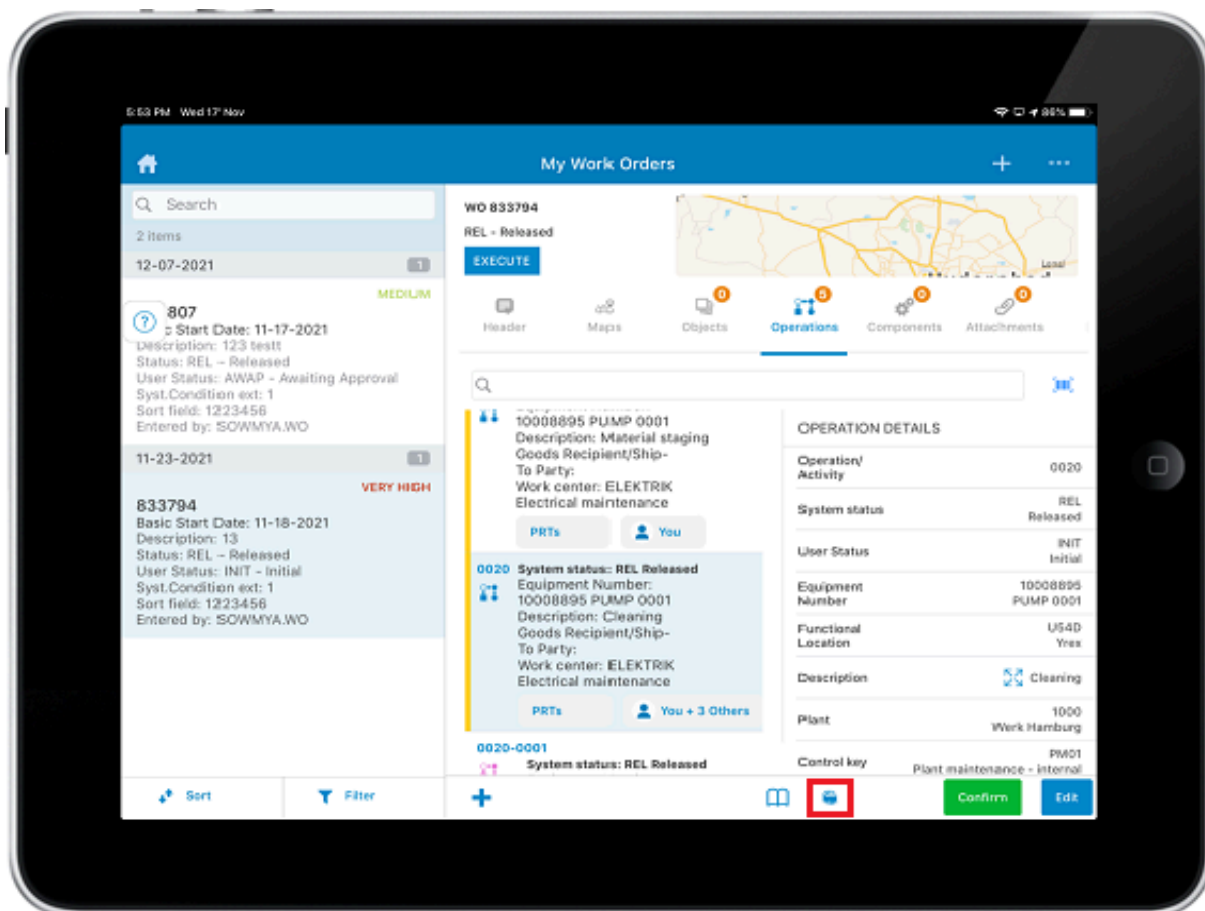 5:53 PM Wed 17 Nov
86%
My Work Orders
Search
2 items
12-07-2021 1
MEDIUM
807
Start Date: 11-17-2021
Description: 123 testt
Status: REL - Released
User Status: AWAP - Awaiting Approval
Syst.Condition ext: 1
Sort field: 1223456
Entered by: SOWMYA.WO
11-23-2021 1
VERY HIGH
833794
Basic Start Date: 11-18-2021
Description: 13
Status: REL - Released
User Status: INIT - Initial
Syst.Condition ext: 1
Sort field: 1223456
Entered by: SOWMYA.WO
Sort
Filter
WO 833794
REL - Released
EXECUTE
Header
Maps
0
Objects
5
Operations
0
Components
0
Attachments
10008895 PUMP 0001
Description: Material staging
Goods Recipient/Ship-
To Party:
Work center: ELEKTRIK
Electrical maintenance
PRTs
You
0020 System status:: REL Released
Equipment Number:
10008895 PUMP 0001
Description: Cleaning
Goods Recipient/Ship-
To Party:
Work center: ELEKTRIK
Electrical maintenance
PRTs
You + 3 Others
0020-0001
System status: REL Released
OPERATION DETAILS
Operation/
Activity
0020
System status
REL
Released
User Status
INIT
Initial
Equipment
Number
10008895
PUMP 0001
Functional
Location
Description
Cleaning
Plant
1000
Werk Hamburg
Control key
PM01
Plant maintenance - internal
Confirm
Edit